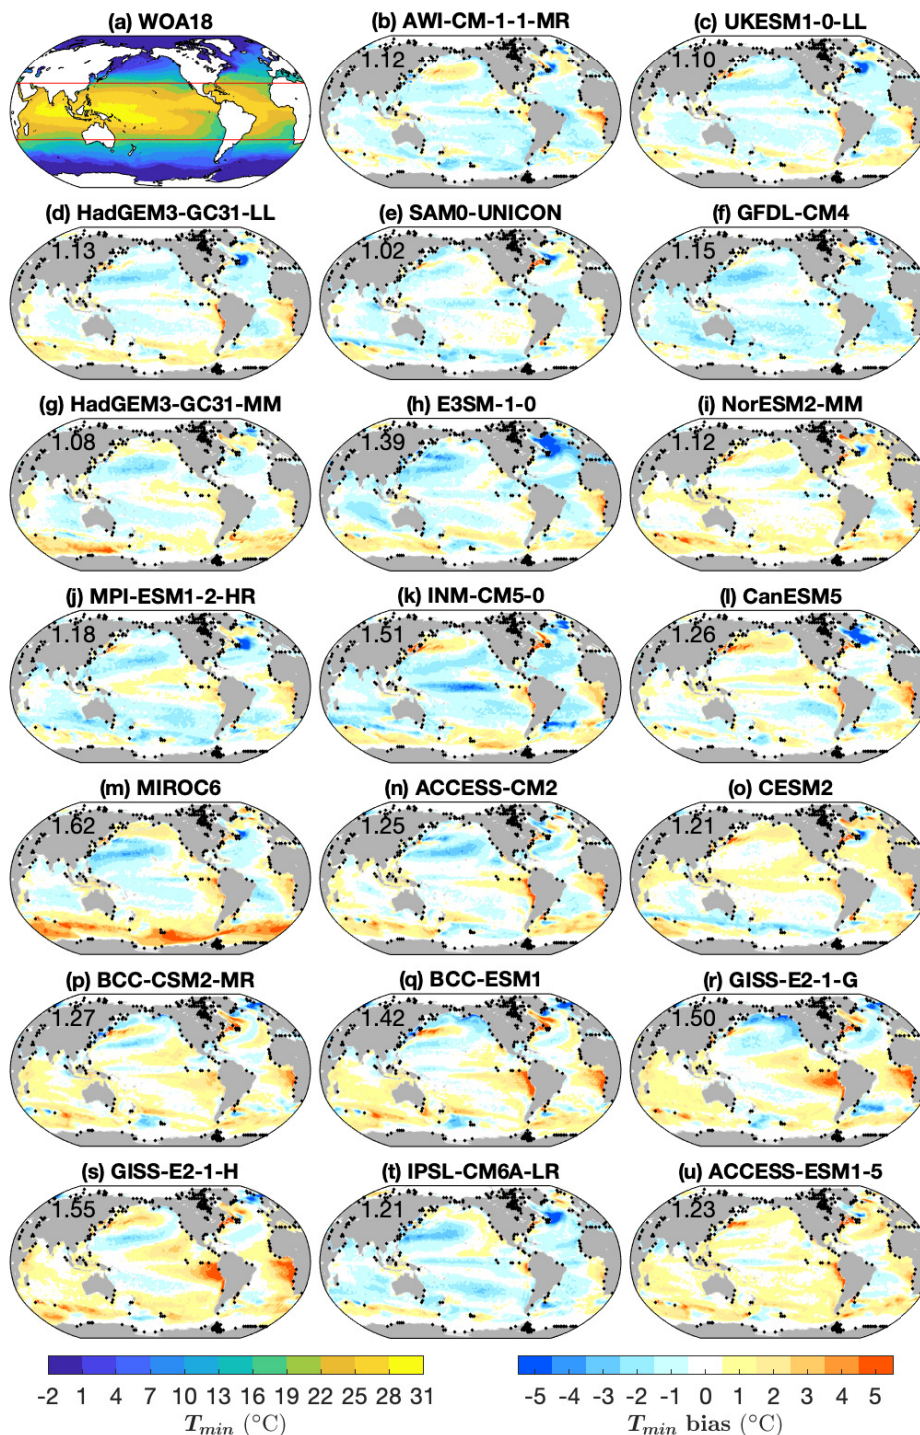 (a) WOA18
(b) AWI-CM-1-1-MR
(c) UKESM1-0-LL
1.12
1.10
(d) HadGEM3-GC31-LL
(e) SAM0-UNICON
(f) GFDL-CM4
1.13
1.02
1.15
(g) HadGEM3-GC31-MM
(h) E3SM-1-0
(i) NorESM2-MM
1.08
1.39
1.12
(j) MPI-ESM1-2-HR
(k) INM-CM5-0
(l) CanESM5
1.18
1.51
1.26
(m) MIROC6
(n) ACCESS-CM2
(o) CESM2
1.62
1.25
1.21
(p) BCC-CSM2-MR
(q) BCC-ESM1
(r) GISS-E2-1-G
1.27
1.42
1.50
(s) GISS-E2-1-H
(t) IPSL-CM6A-LR
(u) ACCESS-ESM1-5
1.55
1.21
1.23
-2 1 4 7 10 13 16 19 22 25 28 31
-5 -4 -3 -2 -1 0 1 2 3 4 5
T_min (°C)
T_min bias (°C)